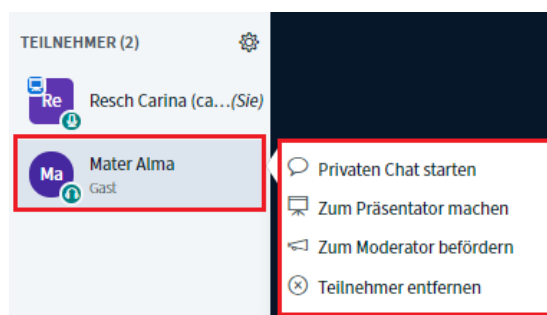 TEILNEHMER (2)
Re
Resch Carina (ca...(Sie)
Ma
Mater Alma
Gast
Privaten Chat starten
Zum Präsentator machen
Zum Moderator befördern
Teilnehmer entfernen